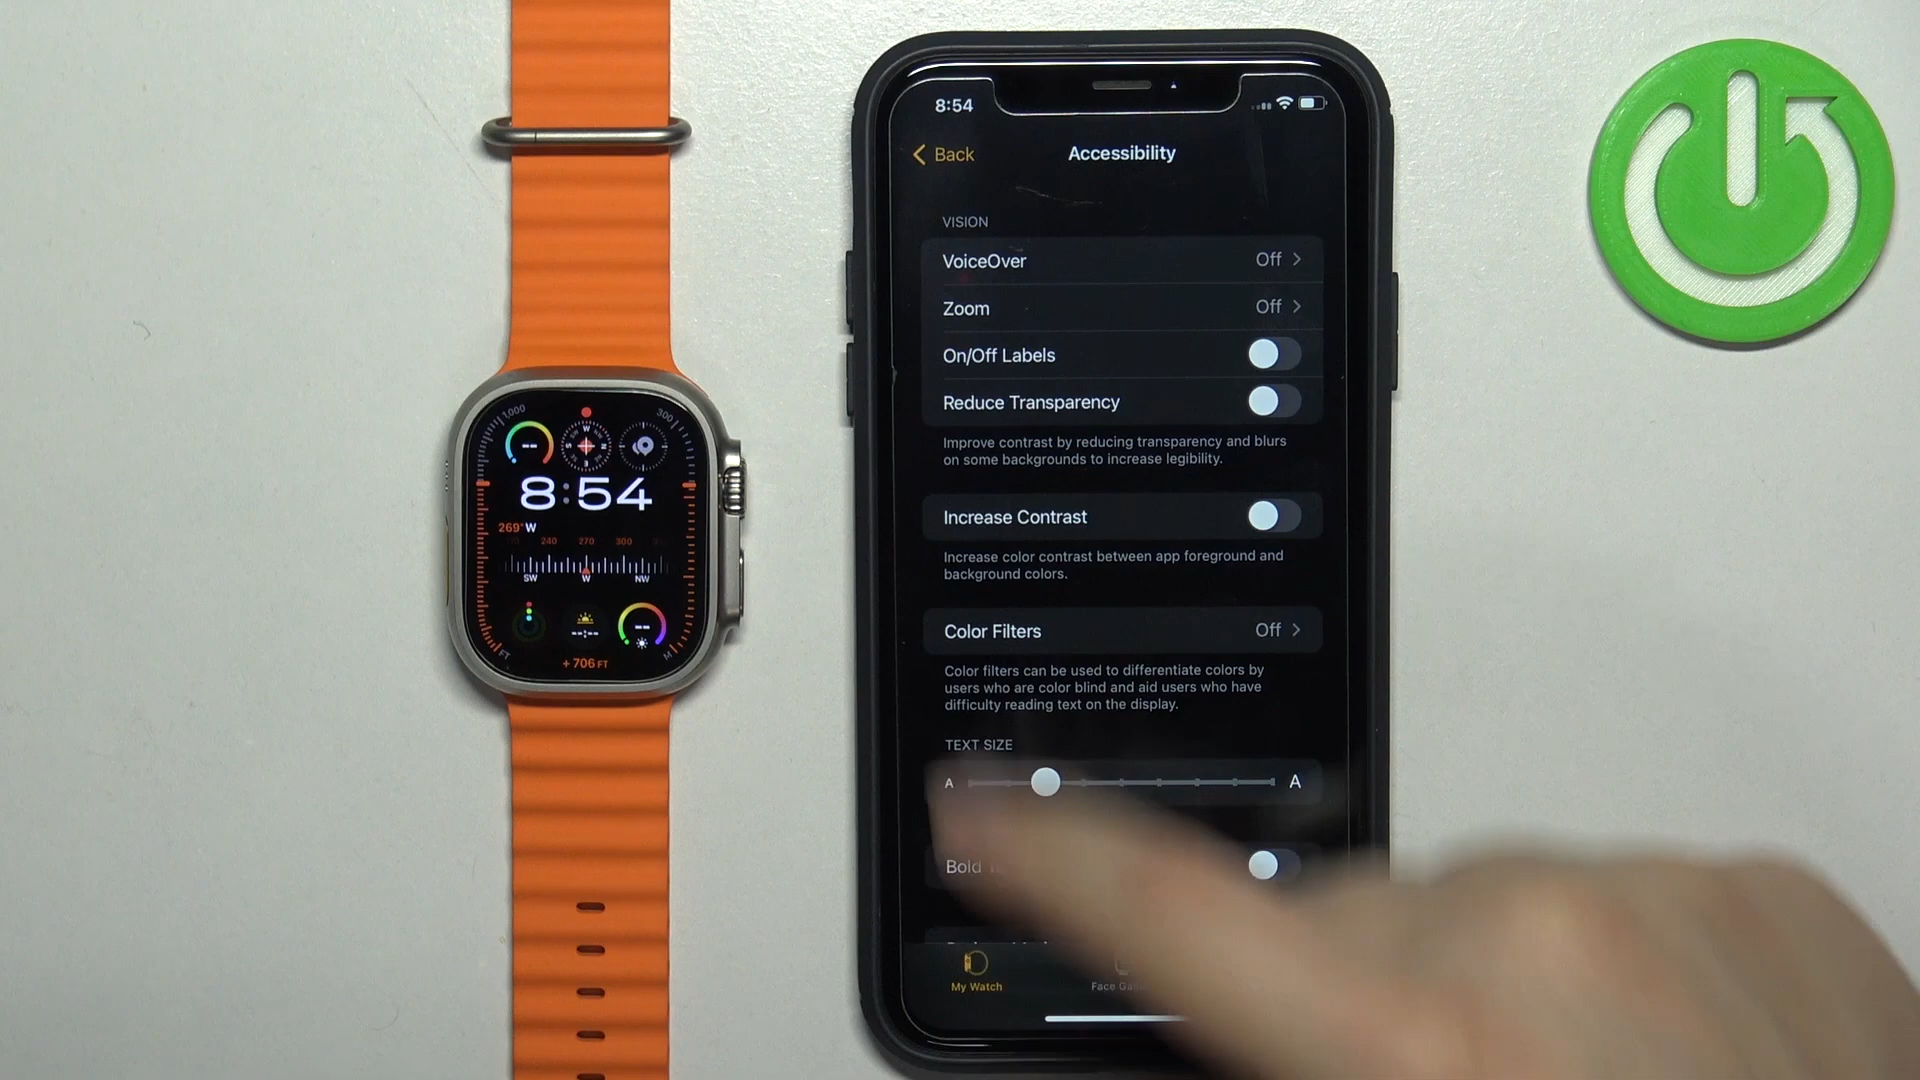 1,000
300
W
N
E
S
--
8:54
269° W
240 270 300
SW W NW
--:--
--
FT
+706 FT
M
8:54
Back
Accessibility
VISION
VoiceOver Off
Zoom Off
On/Off Labels
Reduce Transparency
Improve contrast by reducing transparency and blurs
on some backgrounds to increase legibility.
Increase Contrast
Increase color contrast between app foreground and
background colors.
Color Filters Off
Color filters can be used to differentiate colors by
users who are color blind and aid users who have
difficulty reading text on the display.
TEXT SIZE
A A
Bold
My Watch
Face